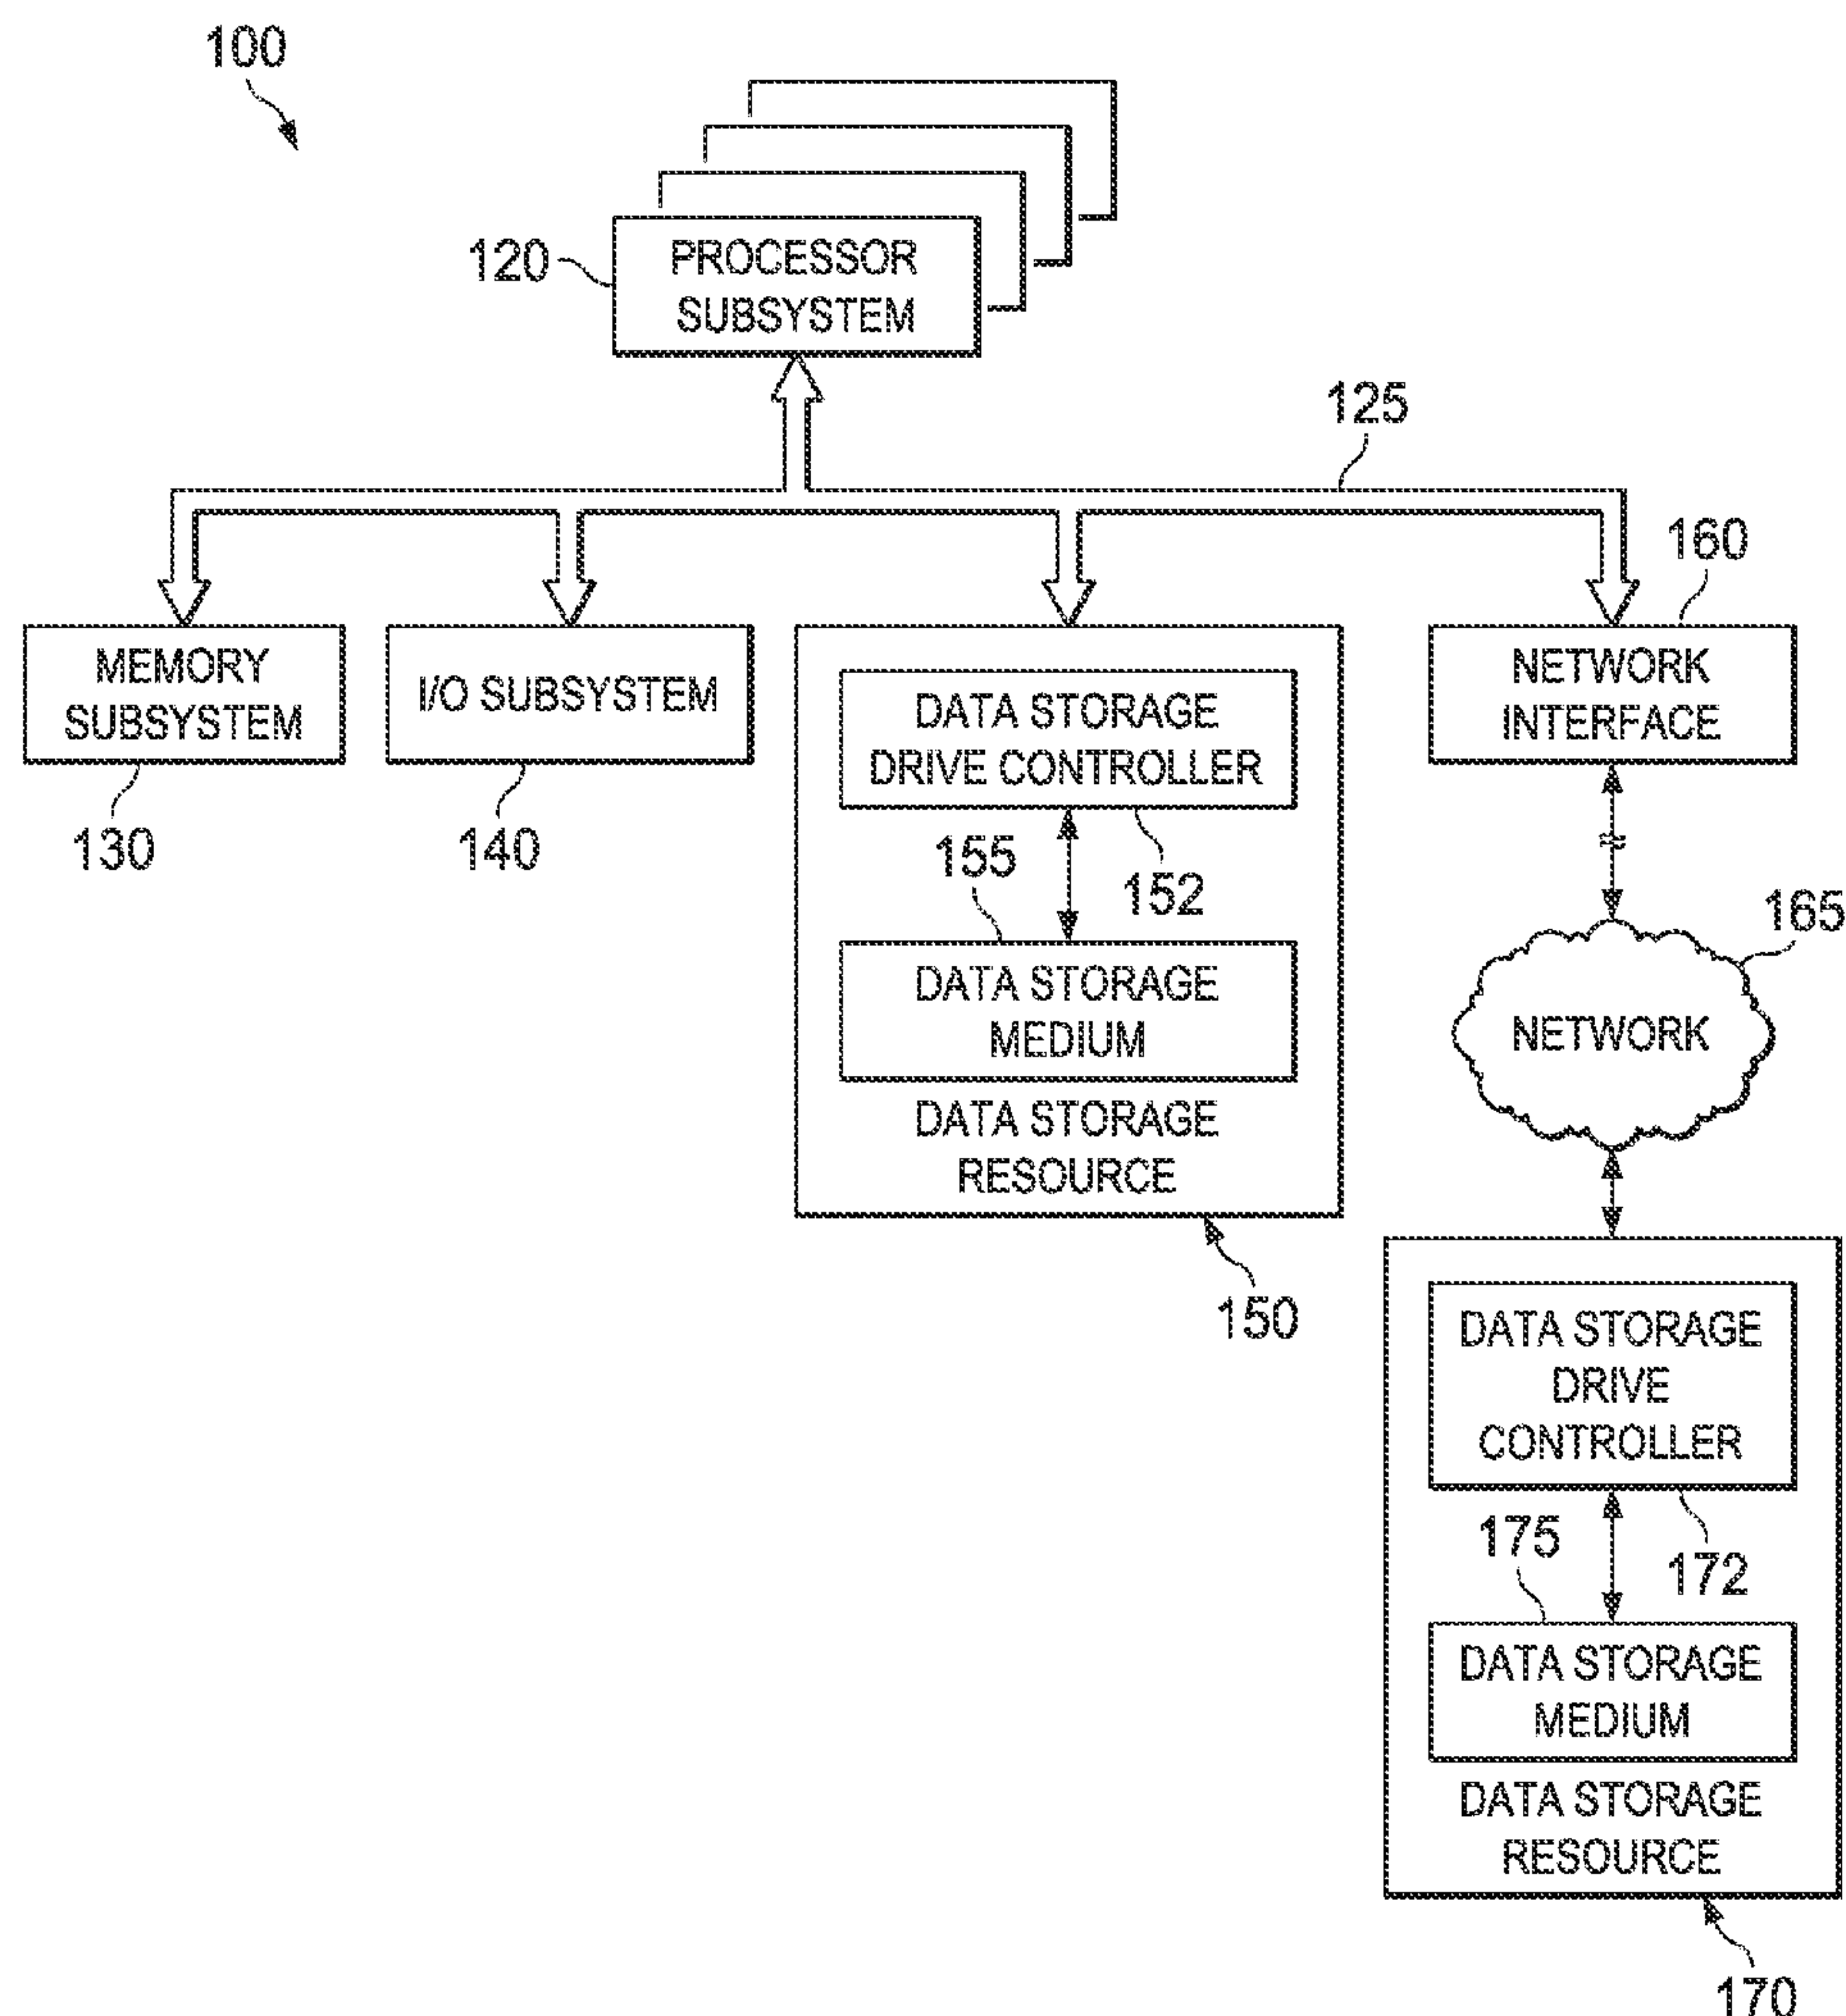 100
120
PROCESSOR
SUBSYSTEM
125
160
MEMORY
SUBSYSTEM
130
I/O SUBSYSTEM
140
DATA STORAGE
DRIVE CONTROLLER
155
152
DATA STORAGE
MEDIUM
DATA STORAGE
RESOURCE
150
NETWORK
INTERFACE
165
NETWORK
DATA STORAGE
DRIVE
CONTROLLER
175
172
DATA STORAGE
MEDIUM
DATA STORAGE
RESOURCE
170